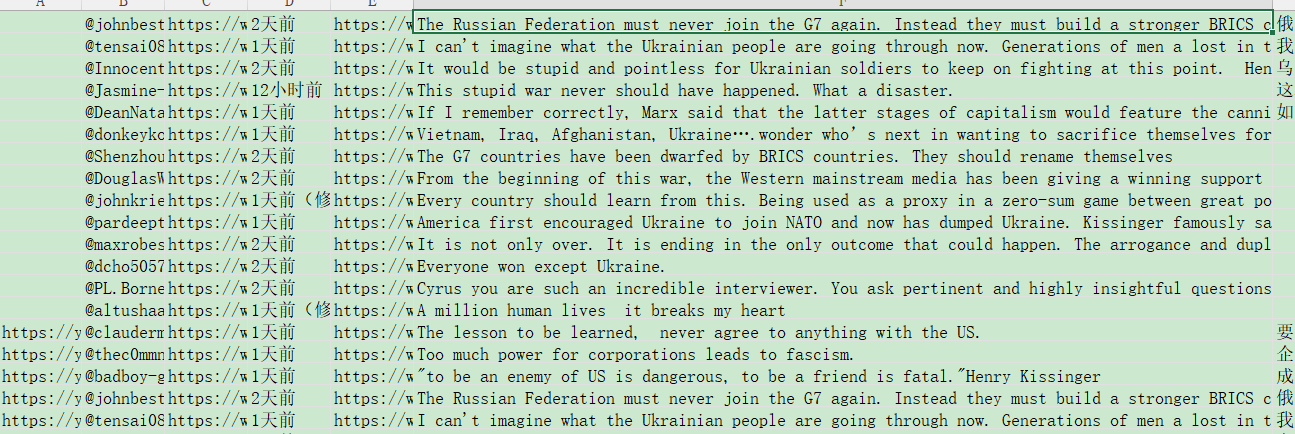 A B C D E F
@johnbest https://w 2天前 https://w The Russian Federation must never join the G7 again. Instead they must build a stronger BRICS c 俄
@tensai08 https://w 1天前 https://w I can't imagine what the Ukrainian people are going through now. Generations of men a lost in t 我
@Innocent https://w 2天前 https://w It would be stupid and pointless for Ukrainian soldiers to keep on fighting at this point. Hen 乌
@Jasmine- https://w 12小时前 https://w This stupid war never should have happened. What a disaster. 这
@DeanNata https://w 1天前 https://w If I remember correctly, Marx said that the latter stages of capitalism would feature the canni 如
@donkeykc https://w 1天前 https://w Vietnam, Iraq, Afghanistan, Ukraine….wonder who’s next in wanting to sacrifice themselves for
@Shenzhou https://w 2天前 https://w The G7 countries have been dwarfed by BRICS countries. They should rename themselves
@DouglasW https://w 2天前 https://w From the beginning of this war, the Western mainstream media has been giving a winning support
@johnkrie https://w 1天前（修 https://w Every country should learn from this. Being used as a proxy in a zero-sum game between great po
@pardeept https://w 1天前 https://w America first encouraged Ukraine to join NATO and now has dumped Ukraine. Kissinger famously sa
@maxrobes https://w 2天前 https://w It is not only over. It is ending in the only outcome that could happen. The arrogance and dupl
@dcho5057 https://w 2天前 https://w Everyone won except Ukraine.
@PL.Borne https://w 2天前 https://w Cyrus you are such an incredible interviewer. You ask pertinent and highly insightful questions
@altushaa https://w 1天前（修 https://w A million human lives it breaks my heart
https://y @clauderm https://w 1天前 https://w The lesson to be learned, never agree to anything with the US. 要
https://y @thec0mmn https://w 1天前 https://w Too much power for corporations leads to fascism. 企
https://y @badboy-g https://w 1天前 https://w "to be an enemy of US is dangerous, to be a friend is fatal."Henry Kissinger 成
https://y @johnbest https://w 2天前 https://w The Russian Federation must never join the G7 again. Instead they must build a stronger BRICS c 俄
https://y @tensai08 https://w 1天前 https://w I can't imagine what the Ukrainian people are going through now. Generations of men a lost in t 我